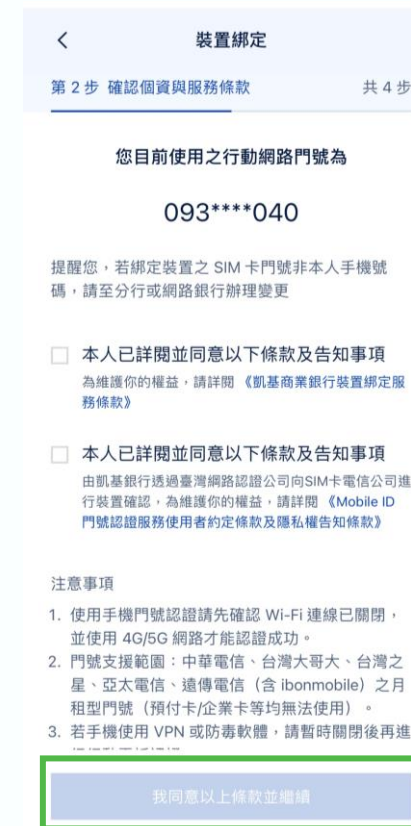 裝置綁定
第 2 步 確認個資與服務條款 共 4 步
您目前使用之行動網路門號為
093****040
提醒您，若綁定裝置之 SIM 卡門號非本人手機號
碼，請至分行或網路銀行辦理變更
本人已詳閱並同意以下條款及告知事項
為維護你的權益，請詳閱《凱基商業銀行裝置綁定服
務條款》
本人已詳閱並同意以下條款及告知事項
由凱基銀行透過臺灣網路認證公司向SIM卡電信公司進
行裝置確認，為維護你的權益，請詳閱《Mobile ID
門號認證服務使用者約定條款及隱私權告知條款》
注意事項
1. 使用手機門號認證請先確認 Wi-Fi 連線已關閉，
並使用 4G/5G 網路才能認證成功。
2. 門號支援範圍：中華電信、台灣大哥大、台灣之
星、亞太電信、遠傳電信（含 ibonmobile）之月
租型門號（預付卡/企業卡等均無法使用）。
3. 若手機使用 VPN 或防毒軟體，請暫時關閉後再進
我同意以上條款並繼續